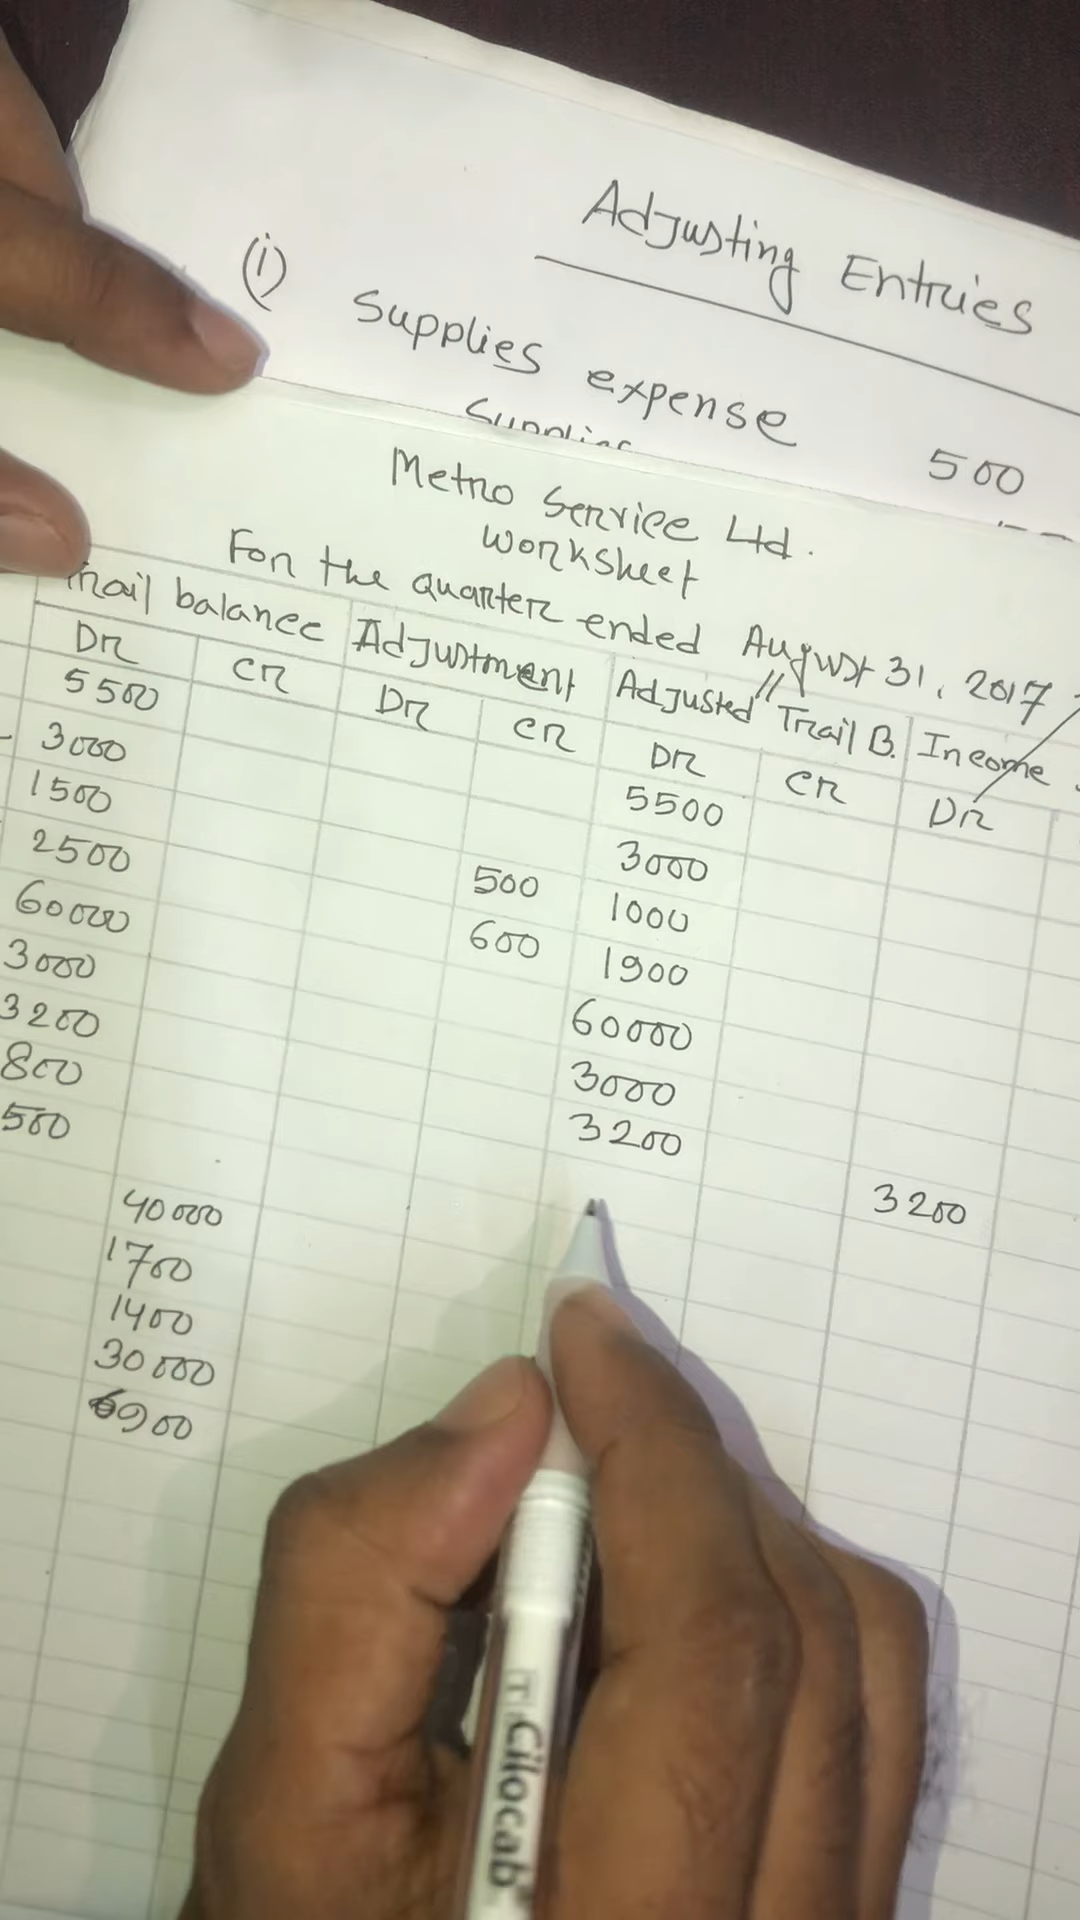 Adjusting Entries
(i) Supplies expense 500
Supplies
Metro Service Ltd.
Worksheet
For the quarter ended August 31, 2017
Trail balance Adjustment Adjusted Trail B. Income
DR CR DR CR DR CR DR
5500 5500
3000 3000
1500 500 1000
2500 600 1900
60000 60000
3000 3000
3200 3200 3200
800
500
40000
1700
1400
30000
6900
Cilocab